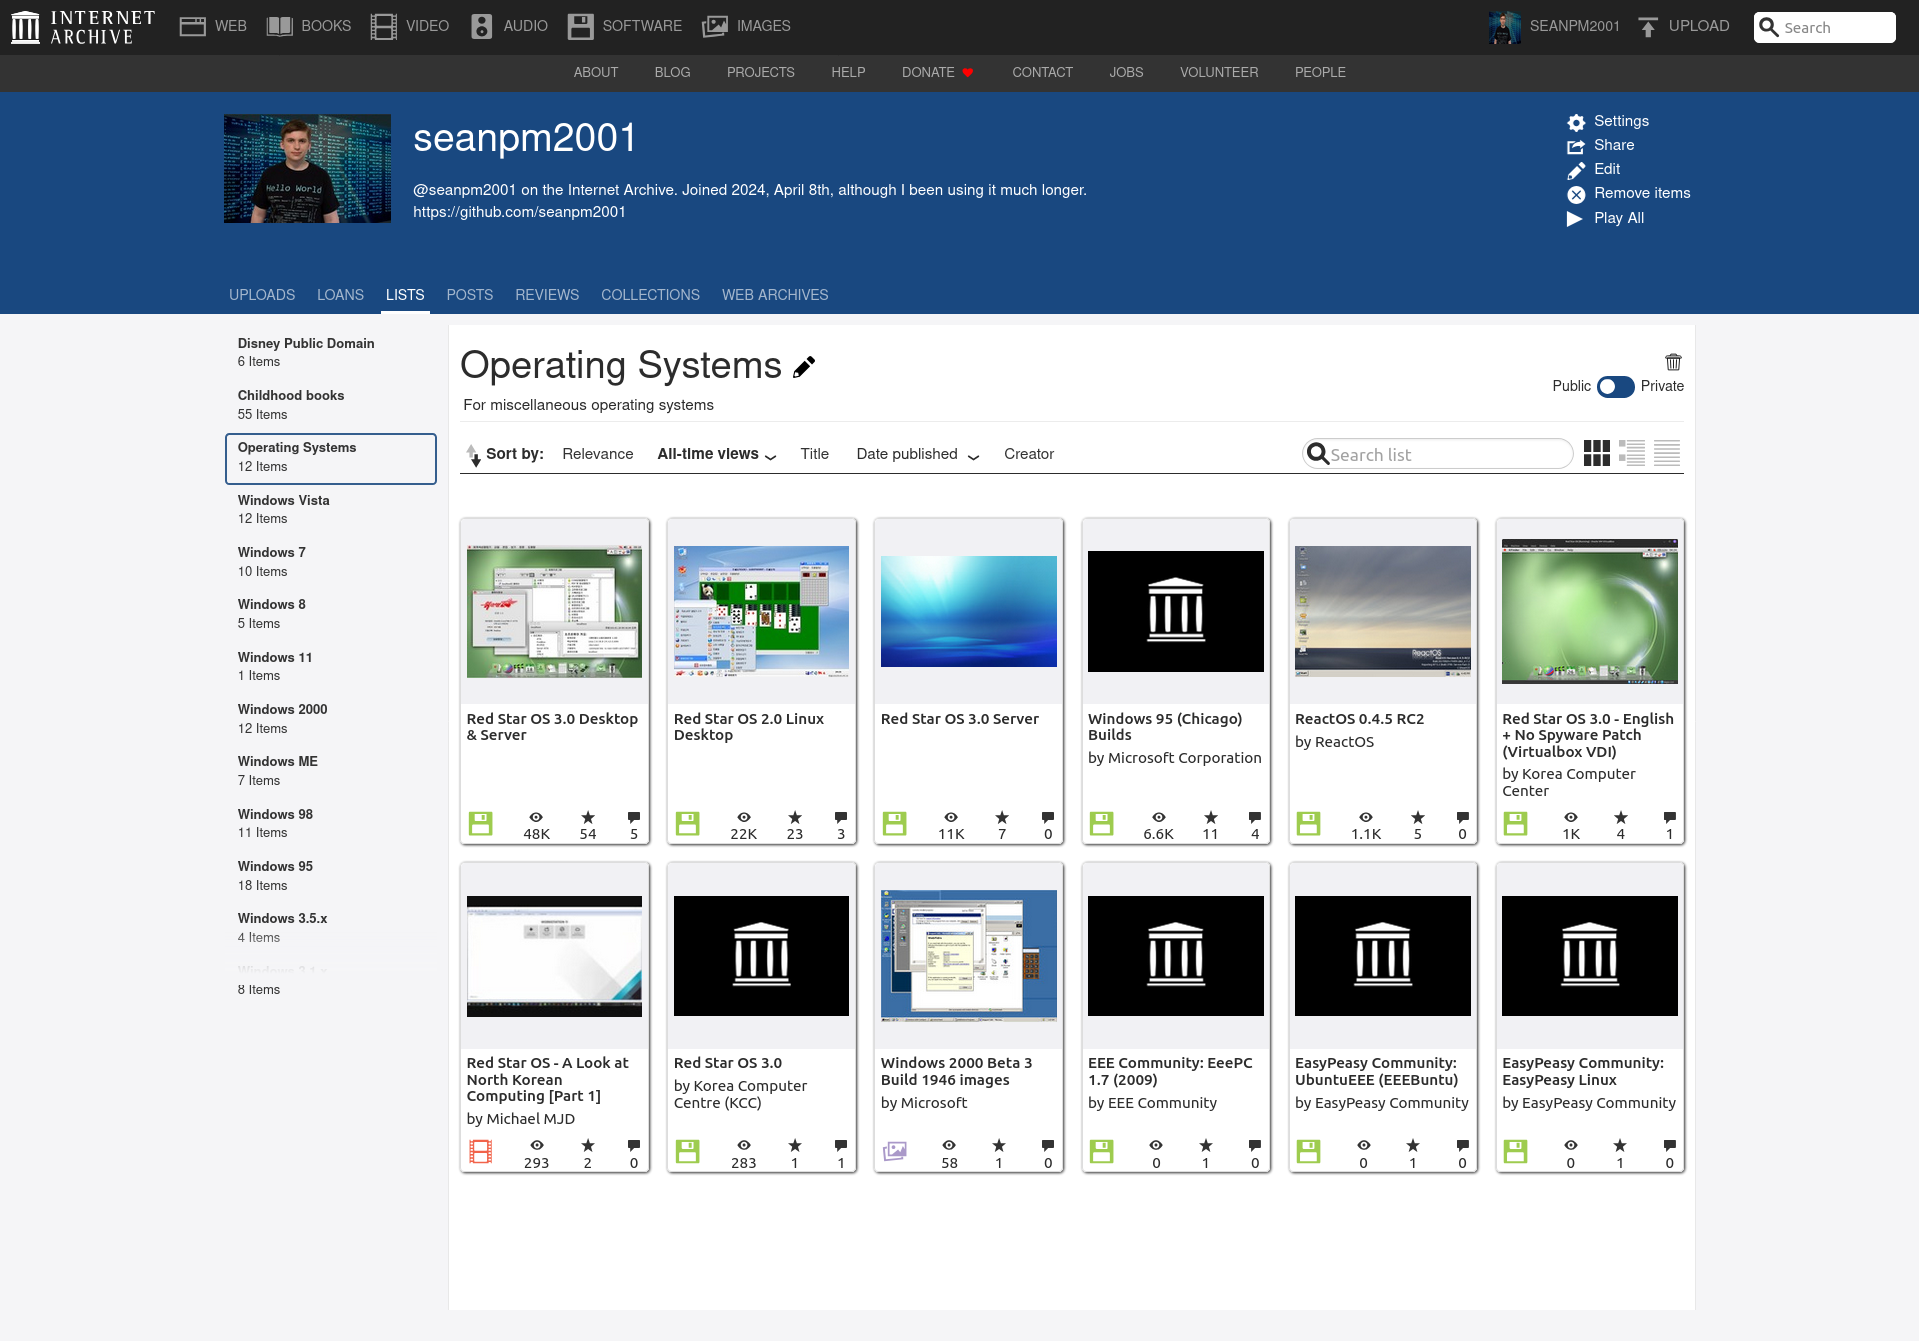 INTERNET ARCHIVE
WEB
BOOKS
VIDEO
AUDIO
SOFTWARE
IMAGES
SEANPM2001
UPLOAD
Search
ABOUT
BLOG
PROJECTS
HELP
DONATE
CONTACT
JOBS
VOLUNTEER
PEOPLE
Hello World
seanpm2001
@seanpm2001 on the Internet Archive. Joined 2024, April 8th, although I been using it much longer.
https://github.com/seanpm2001
Settings
Share
Edit
Remove items
Play All
UPLOADS
LOANS
LISTS
POSTS
REVIEWS
COLLECTIONS
WEB ARCHIVES
Disney Public Domain
6 Items
Childhood books
55 Items
Operating Systems
12 Items
Windows Vista
12 Items
Windows 7
10 Items
Windows 8
5 Items
Windows 11
1 Items
Windows 2000
12 Items
Windows ME
7 Items
Windows 98
11 Items
Windows 95
18 Items
Windows 3.5.x
4 Items
8 Items
Operating Systems
For miscellaneous operating systems
Public
Private
Sort by:
Relevance
All-time views
Title
Date published
Creator
Search list
Red Star OS 3.0 Desktop
& Server
48K
54
5
Red Star OS 2.0 Linux
Desktop
22K
23
3
Red Star OS 3.0 Server
11K
7
0
Windows 95 (Chicago)
Builds
by Microsoft Corporation
6.6K
11
4
ReactOS
ReactOS 0.4.5 RC2
by ReactOS
1.1K
5
0
Red Star OS 3.0 - English
+ No Spyware Patch
(Virtualbox VDI)
by Korea Computer
Center
1K
4
1
Red Star OS - A Look at
North Korean
Computing [Part 1]
by Michael MJD
293
2
0
Red Star OS 3.0
by Korea Computer
Centre (KCC)
283
1
1
Windows 2000 Beta 3
Build 1946 images
by Microsoft
58
1
0
EEE Community: EeePC
1.7 (2009)
by EEE Community
0
1
0
EasyPeasy Community:
UbuntuEEE (EEEBuntu)
by EasyPeasy Community
0
1
0
EasyPeasy Community:
EasyPeasy Linux
by EasyPeasy Community
0
1
0